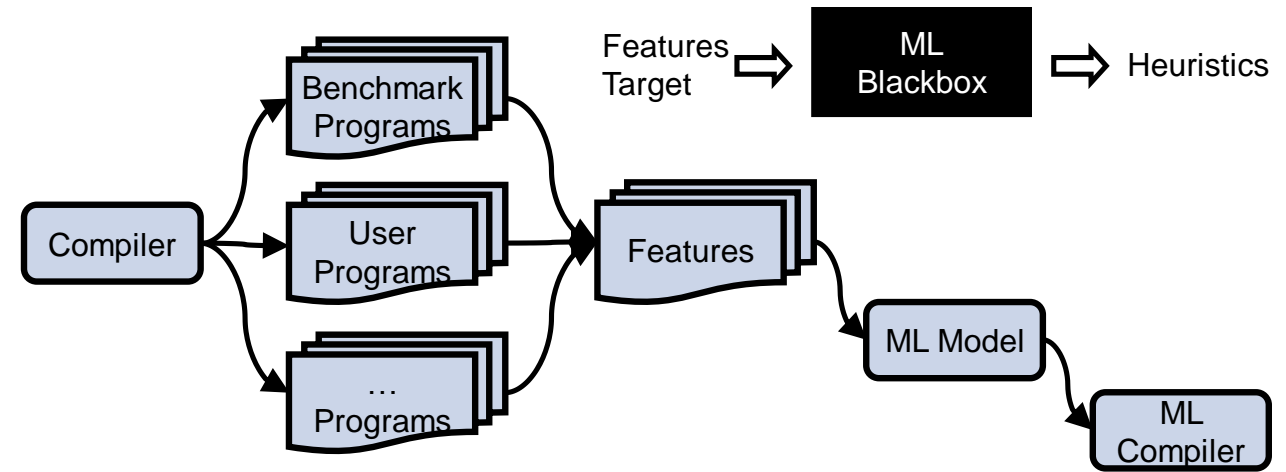 Benchmark
Programs
Features
Target
ML
Blackbox
Heuristics
Compiler
User
Programs
Features
…
Programs
ML Model
ML
Compiler